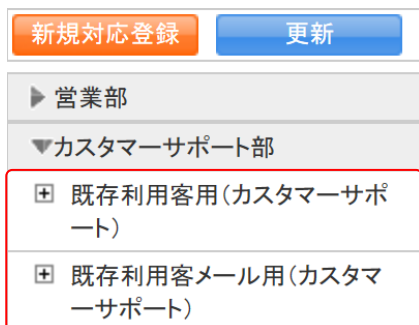 新規対応登録
更新
営業部
カスタマーサポート部
既存利用客用(カスタマーサポ
ート)
既存利用客メール用(カスタマ
ーサポート)